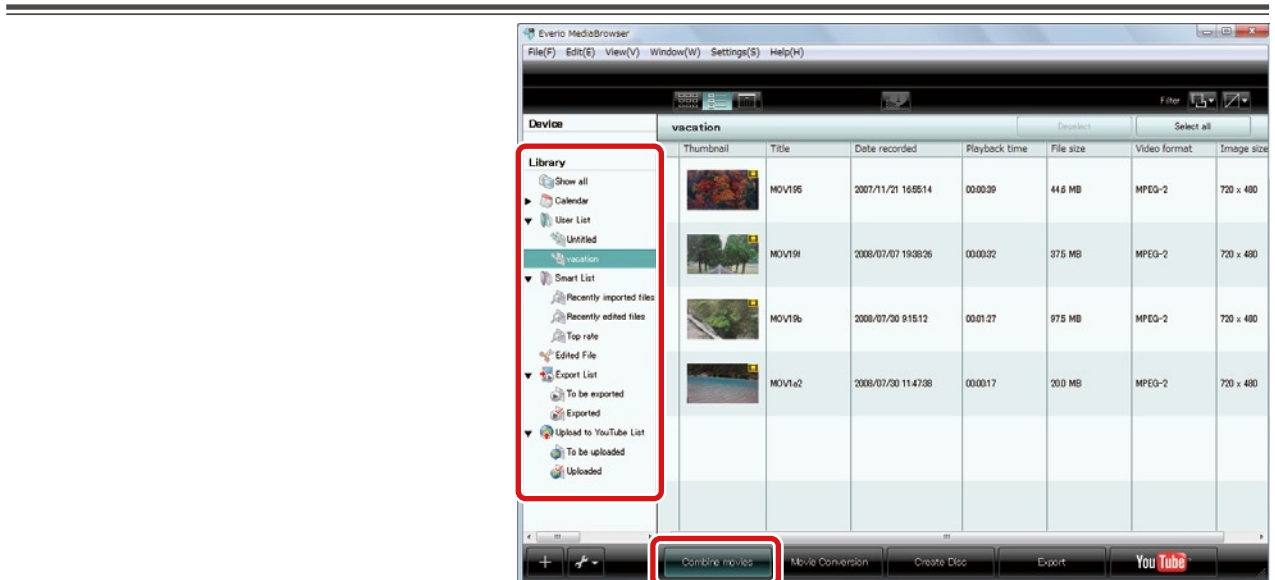 Everio MediaBrowser
File(F) Edit(E) View(V) Window(W) Settings(S) Help(H)
Filter
Device
vacation
Deselect
Select all
Library
Show all
Calendar
User List
Untitled
vacation
Smart List
Recently imported files
Recently edited files
Top rate
Edited File
Export List
To be exported
Exported
Upload to YouTube List
To be uploaded
Uploaded
Thumbnail Title Date recorded Playback time File size Video format Image size
MOV195 2007/11/21 16:55:14 00:00:39 44.6 MB MPEG-2 720 x 480
MOV19f 2008/07/07 19:38:26 00:00:32 37.5 MB MPEG-2 720 x 480
MOV19b 2008/07/30 9:15:12 00:01:27 97.5 MB MPEG-2 720 x 480
MOV1a2 2008/07/30 11:47:38 00:00:17 20.0 MB MPEG-2 720 x 480
Combine movies Movie Conversion Create Disc Export YouTube